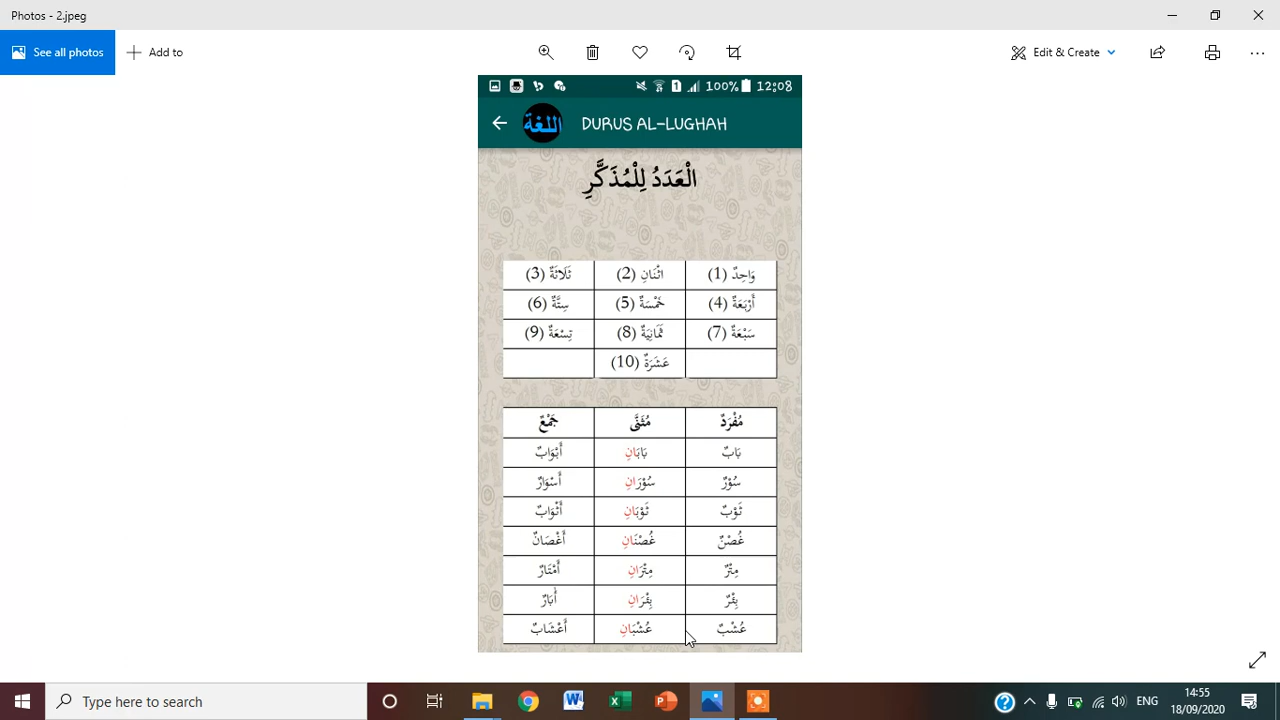 Photos - 2.jpeg
See all photos
Add to
Edit & Create
100% 12:08
اللغة DURUS AL-LUGHAH
الْعَدَدُ لِلْمُذَكَّرِ
وَاحِدٌ (1) اثْنَانِ (2) ثَلَاثَةٌ (3)
أَرْبَعَةٌ (4) خَمْسَةٌ (5) سِتَّةٌ (6)
سَبْعَةٌ (7) ثَمَانِيَةٌ (8) تِسْعَةٌ (9)
عَشَرَةٌ (10)
مُفْرَدٌ مُثَنَّى جَمْعٌ
بَابٌ بَابَانِ أَبْوَابٌ
سُوْرٌ سُوْرَانِ أَسْوَارٌ
ثَوْبٌ ثَوْبَانِ أَثْوَابٌ
غُصْنٌ غُصْنَانِ أَغْصَانٌ
مِتْرٌ مِتْرَانِ أَمْتَارٌ
عُشْبٌ عُشْبَانِ أَعْشَابٌ
Type here to search
ENG
14:55
18/09/2020